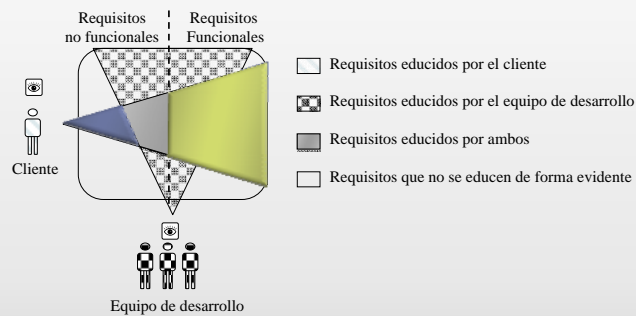 Requisitos
no funcionales
Requisitos
Funcionales
Cliente
Equipo de desarrollo
Requisitos educidos por el cliente
Requisitos educidos por el equipo de desarrollo
Requisitos educidos por ambos
Requisitos que no se educen de forma evidente